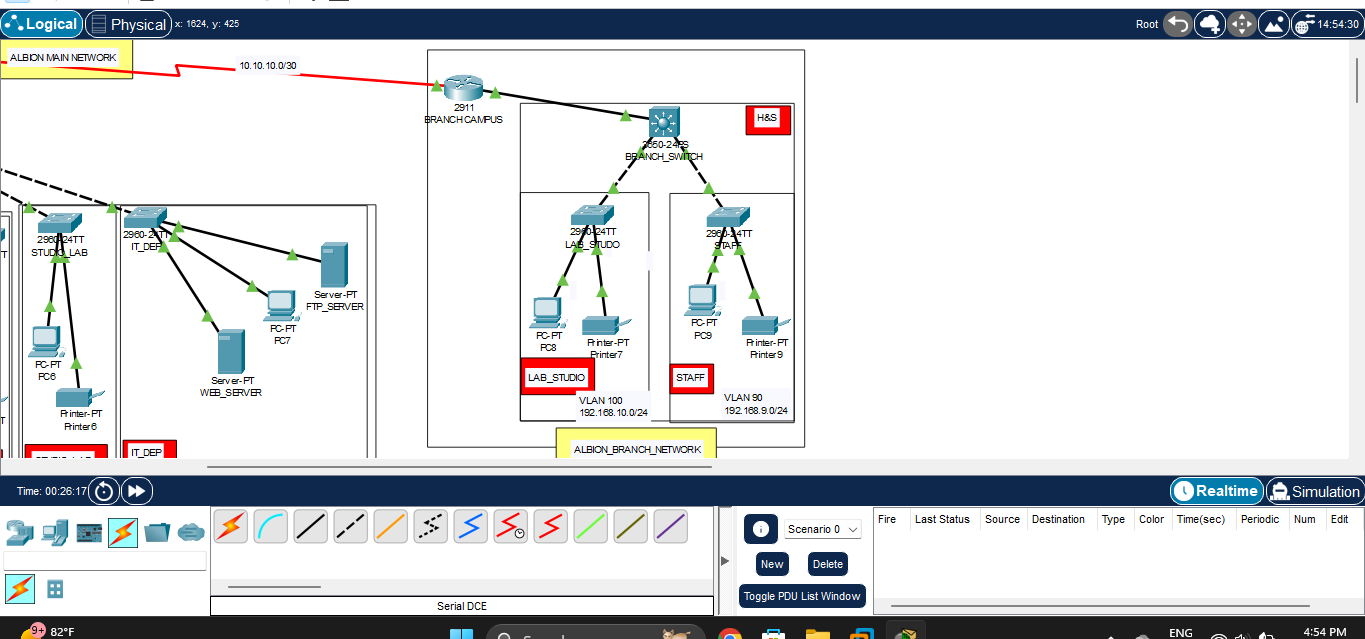 Logical
Physical
x: 1624, y: 425
Root
14:54:30
ALBION MAIN NETWORK
10.10.10.0/30
2911
BRANCH CAMPUS
H&S
BRANCH_SWITCH
2960-24TT
STUDIO_LAB
IT_DEP
Server-PT
FTP_SERVER
PC-PT
PC7
Server-PT
WEB_SERVER
PC-PT
PC6
Printer-PT
Printer6
IT_DEP
2960-24TT
LAB_STUDO
2960-24TT
STAFF
PC-PT
PC8
Printer-PT
Printer7
PC-PT
PC9
Printer-PT
Printer9
LAB_STUDIO
STAFF
VLAN 100
192.168.10.0/24
VLAN 90
192.168.9.0/24
ALBION_BRANCH_NETWORK
Time: 00:26:17
Realtime
Simulation
Scenario 0
New
Delete
Toggle PDU List Window
Fire Last Status Source Destination Type Color Time(sec) Periodic Num Edit
Serial DCE
9+
82°F
ENG
4:54 PM